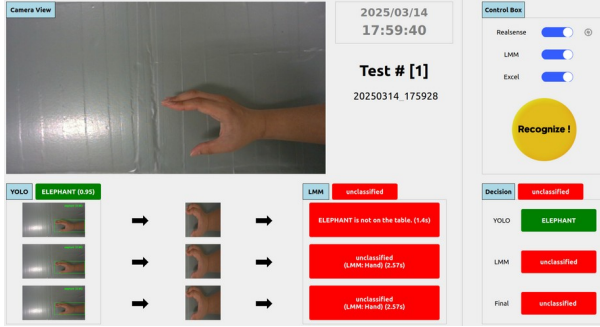 Camera View
2025/03/14
17:59:40
Test # [1]
20250314_175928
Control Box
Realsense
LMM
Excel
Recognize !
YOLO
ELEPHANT (0.95)
LMM
unclassified
ELEPHANT is not on the table. (1.4s)
unclassified
(LMM: Hand) (2.57s)
unclassified
(LMM: Hand) (2.57s)
Decision
unclassified
YOLO
ELEPHANT
LMM
unclassified
Final
unclassified